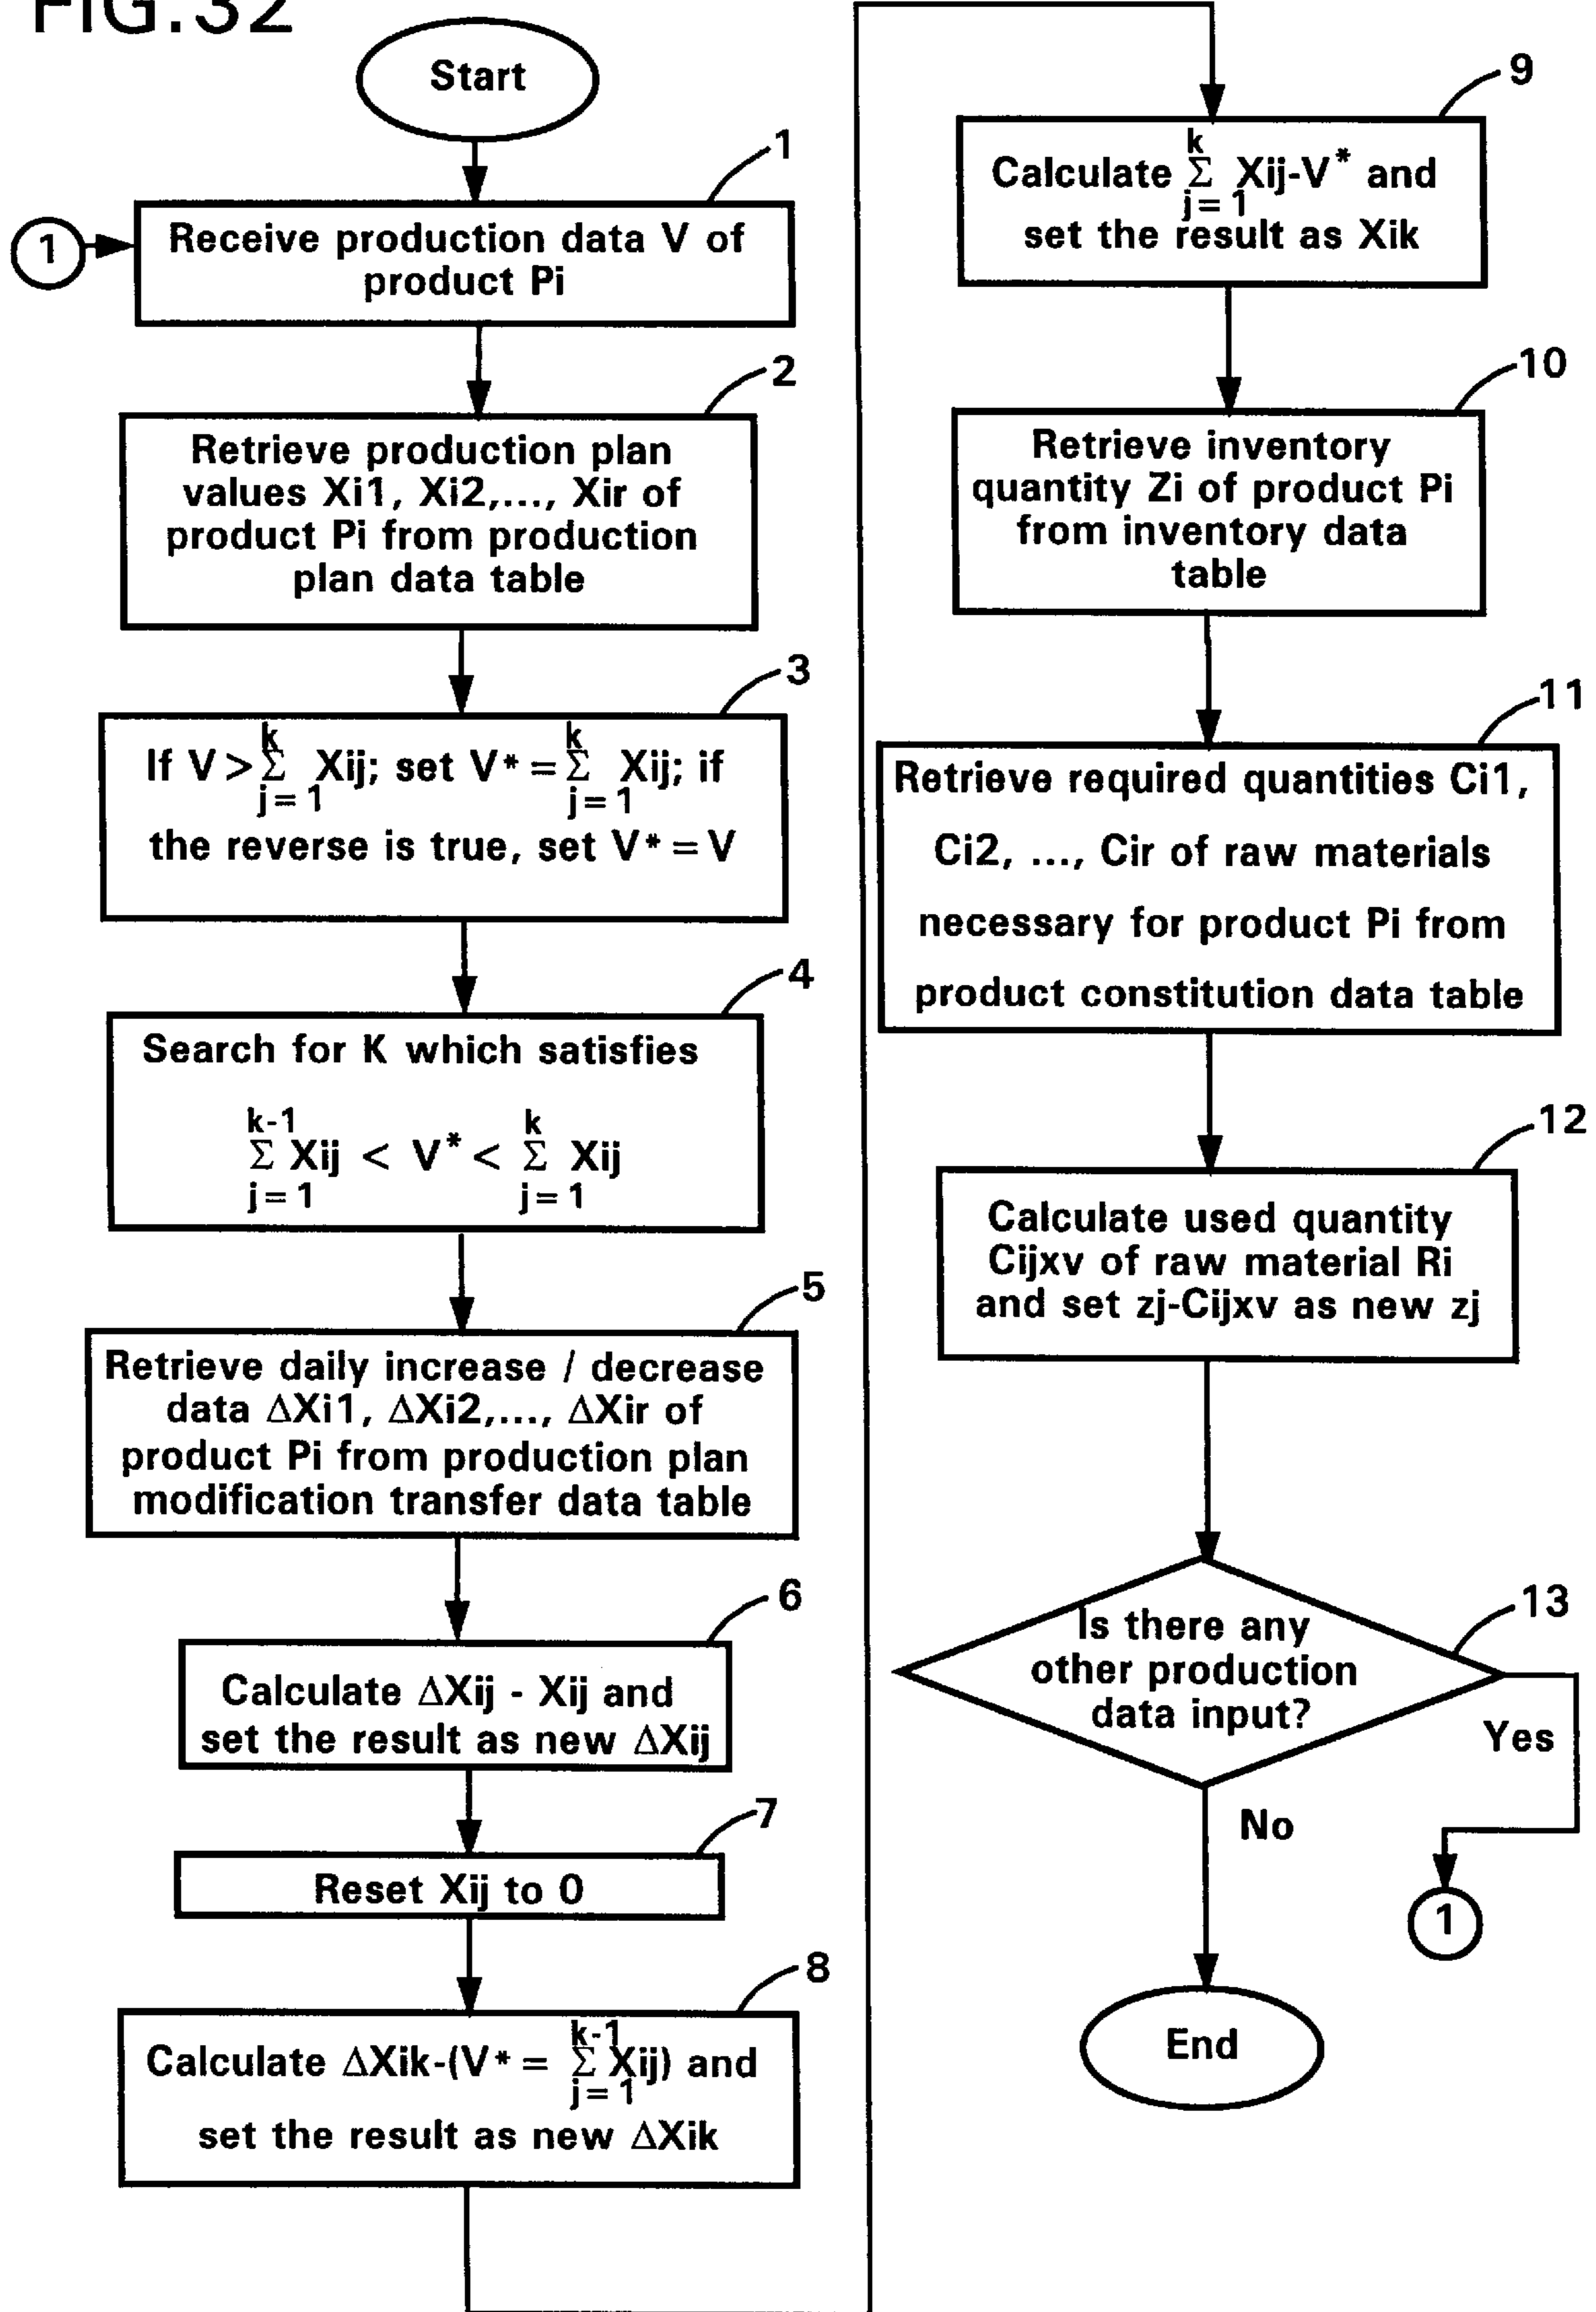 FIG.32
Start
1
1
Receive production data V of
product Pi
2
Retrieve production plan
values Xi1, Xi2,..., Xir of
product Pi from production
plan data table
3
k k
If V > Σ Xij; set V* = Σ Xij; if
j = 1 j = 1
the reverse is true, set V* = V
4
Search for K which satisfies
k-1 k
Σ Xij < V* < Σ Xij
j = 1 j = 1
5
Retrieve daily increase / decrease
data ΔXi1, ΔXi2,..., ΔXir of
product Pi from production plan
modification transfer data table
6
Calculate ΔXij - Xij and
set the result as new ΔXij
7
Reset Xij to 0
8
k-1
Calculate ΔXik-(V* = Σ Xij) and
j = 1
set the result as new ΔXik
9
k
Calculate Σ Xij-V* and
j = 1
set the result as Xik
10
Retrieve inventory
quantity Zi of product Pi
from inventory data
table
11
Retrieve required quantities Ci1,
Ci2, ..., Cir of raw materials
necessary for product Pi from
product constitution data table
12
Calculate used quantity
Cijxv of raw material Ri
and set zj-Cijxv as new zj
13
Is there any
other production
data input?
Yes
No
1
End